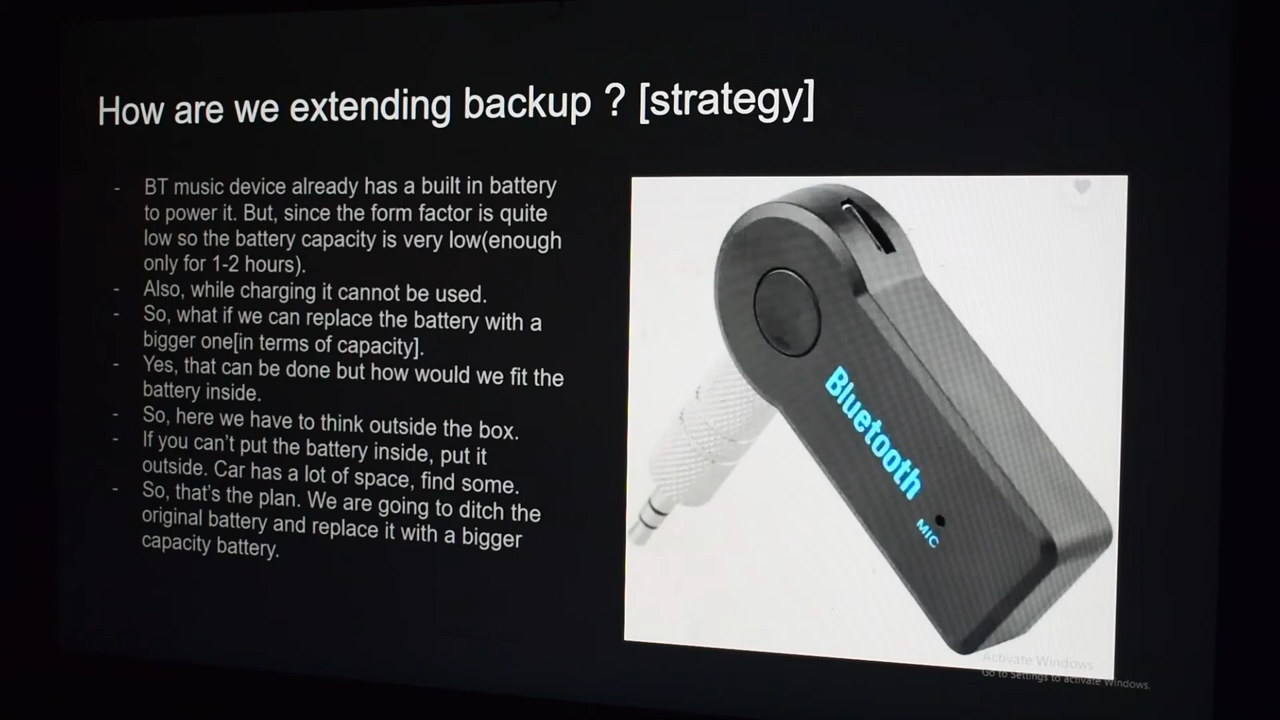 How are we extending backup ? [strategy]
- BT music device already has a built in battery
to power it. But, since the form factor is quite
low so the battery capacity is very low(enough
only for 1-2 hours).
- Also, while charging it cannot be used.
- So, what if we can replace the battery with a
bigger one[in terms of capacity].
- Yes, that can be done but how would we fit the
battery inside.
- So, here we have to think outside the box.
- If you can't put the battery inside, put it
outside. Car has a lot of space, find some.
- So, that's the plan. We are going to ditch the
original battery and replace it with a bigger
capacity battery.
Bluetooth
MIC
Activate Windows
Go to Settings to activate Windows.